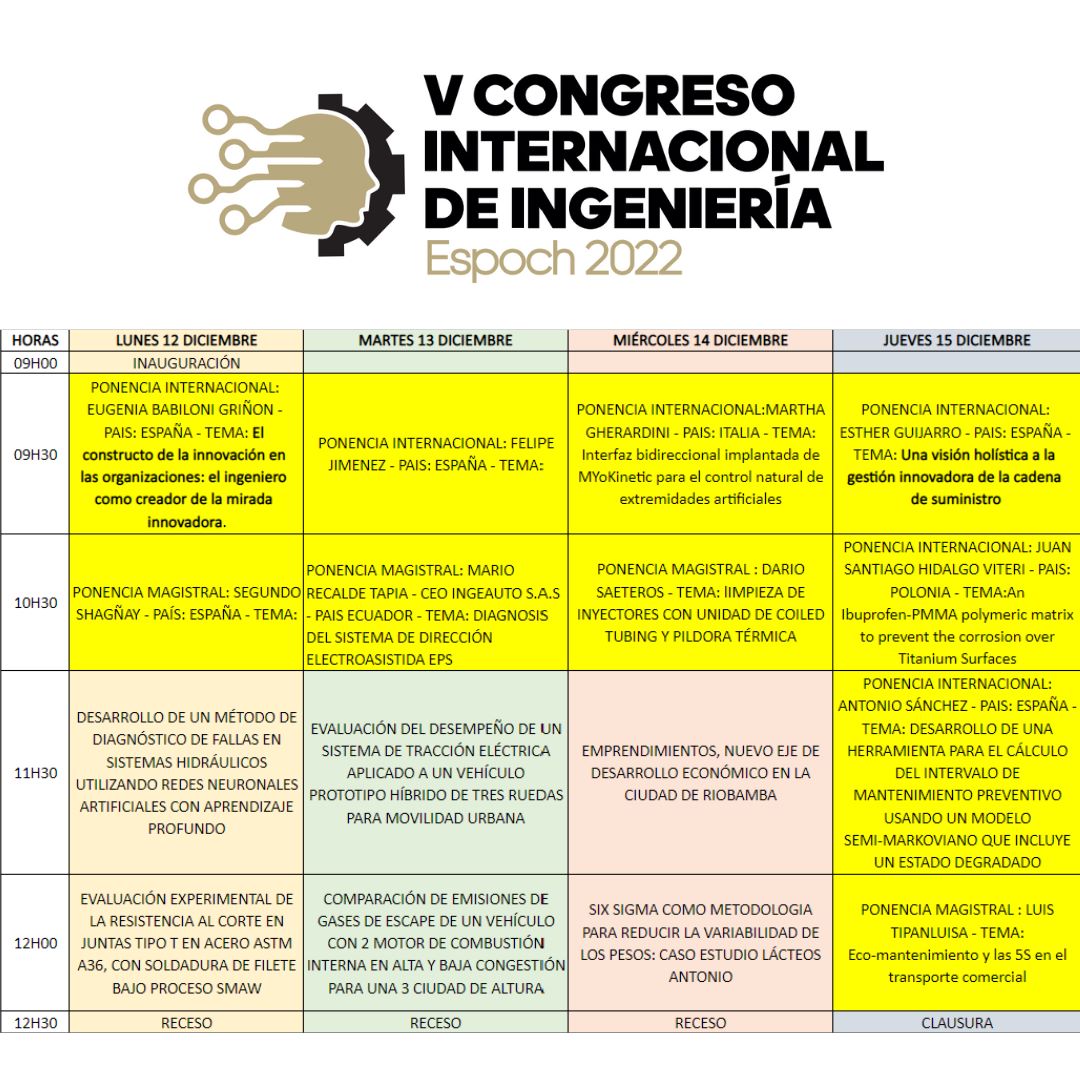 V CONGRESO
INTERNACIONAL
DE INGENIERÍA
Espoch 2022
HORAS LUNES 12 DICIEMBRE MARTES 13 DICIEMBRE MIÉRCOLES 14 DICIEMBRE JUEVES 15 DICIEMBRE
09H00 INAUGURACIÓN
09H30
PONENCIA INTERNACIONAL:
EUGENIA BABILONI GRIÑON -
PAIS: ESPAÑA - TEMA: El
constructo de la innovación en
las organizaciones: el ingeniero
como creador de la mirada
innovadora.
PONENCIA INTERNACIONAL: FELIPE
JIMENEZ - PAIS: ESPAÑA - TEMA:
PONENCIA INTERNACIONAL:MARTHA
GHERARDINI - PAIS: ITALIA - TEMA:
Interfaz bidireccional implantada de
MYoKinetic para el control natural de
extremidades artificiales
PONENCIA INTERNACIONAL:
ESTHER GUIJARRO - PAIS: ESPAÑA -
TEMA: Una visión holística a la
gestión innovadora de la cadena
de suministro
10H30
PONENCIA MAGISTRAL: SEGUNDO
SHAGÑAY - PAÍS: ESPAÑA - TEMA:
PONENCIA MAGISTRAL: MARIO
RECALDE TAPIA - CEO INGEAUTO S.A.S
- PAIS ECUADOR - TEMA: DIAGNOSIS
DEL SISTEMA DE DIRECCIÓN
ELECTROASISTIDA EPS
PONENCIA MAGISTRAL : DARIO
SAETEROS - TEMA: lIMPIEZA DE
INYECTORES CON UNIDAD DE COILED
TUBING Y PILDORA TÉRMICA
PONENCIA INTERNACIONAL: JUAN
SANTIAGO HIDALGO VITERI - PAIS:
POLONIA - TEMA:An
Ibuprofen-PMMA polymeric matrix
to prevent the corrosion over
Titanium Surfaces
11H30
DESARROLLO DE UN MÉTODO DE
DIAGNÓSTICO DE FALLAS EN
SISTEMAS HIDRÁULICOS
UTILIZANDO REDES NEURONALES
ARTIFICIALES CON APRENDIZAJE
PROFUNDO
EVALUACIÓN DEL DESEMPEÑO DE UN
SISTEMA DE TRACCIÓN ELÉCTRICA
APLICADO A UN VEHÍCULO
PROTOTIPO HÍBRIDO DE TRES RUEDAS
PARA MOVILIDAD URBANA
EMPRENDIMIENTOS, NUEVO EJE DE
DESARROLLO ECONÓMICO EN LA
CIUDAD DE RIOBAMBA
PONENCIA INTERNACIONAL:
ANTONIO SÁNCHEZ - PAIS: ESPAÑA -
TEMA: DESARROLLO DE UNA
HERRAMIENTA PARA EL CÁLCULO
DEL INTERVALO DE
MANTENIMIENTO PREVENTIVO
USANDO UN MODELO
SEMI-MARKOVIANO QUE INCLUYE
UN ESTADO DEGRADADO
12H00
EVALUACIÓN EXPERIMENTAL DE
LA RESISTENCIA AL CORTE EN
JUNTAS TIPO T EN ACERO ASTM
A36, CON SOLDADURA DE FILETE
BAJO PROCESO SMAW
COMPARACIÓN DE EMISIONES DE
GASES DE ESCAPE DE UN VEHÍCULO
CON 2 MOTOR DE COMBUSTIÓN
INTERNA EN ALTA Y BAJA CONGESTIÓN
PARA UNA 3 CIUDAD DE ALTURA.
SIX SIGMA COMO METODOLOGIA
PARA REDUCIR LA VARIABILIDAD DE
LOS PESOS: CASO ESTUDIO LÁCTEOS
ANTONIO
PONENCIA MAGISTRAL : LUIS
TIPANLUISA - TEMA:
Eco-mantenimiento y las 5S en el
transporte comercial
12H30 RECESO RECESO RECESO CLAUSURA